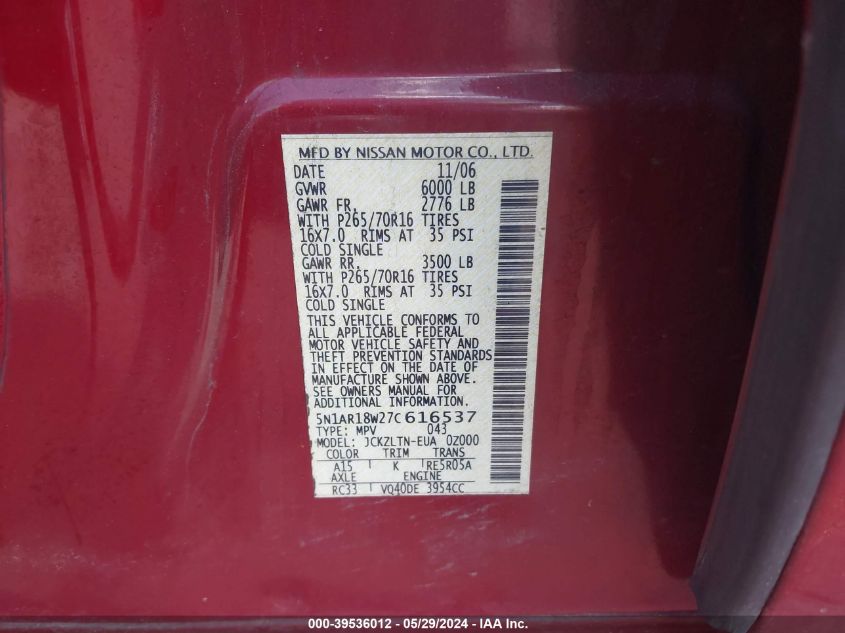 MFD BY NISSAN MOTOR CO., LTD.
DATE 11/06
GVWR 6000 LB
GAWR FR. 2776 LB
WITH P265/70R16 TIRES
16X7.0 RIMS AT 35 PSI
COLD SINGLE
GAWR RR. 3500 LB
WITH P265/70R16 TIRES
16X7.0 RIMS AT 35 PSI
COLD SINGLE
THIS VEHICLE CONFORMS TO
ALL APPLICABLE FEDERAL
MOTOR VEHICLE SAFETY AND
THEFT PREVENTION STANDARDS
IN EFFECT ON THE DATE OF
MANUFACTURE SHOWN ABOVE.
SEE OWNERS MANUAL FOR
ADDITIONAL INFORMATION.
5N1AR18W27C616537
TYPE: MPV 043
MODEL: JCKZLTN-EUA 0Z000
COLOR TRIM TRANS
A15 K RE5R05A
AXLE ENGINE
RC33 VQ40DE 3954CC
000-39536012 - 05/29/2024 - IAA Inc.